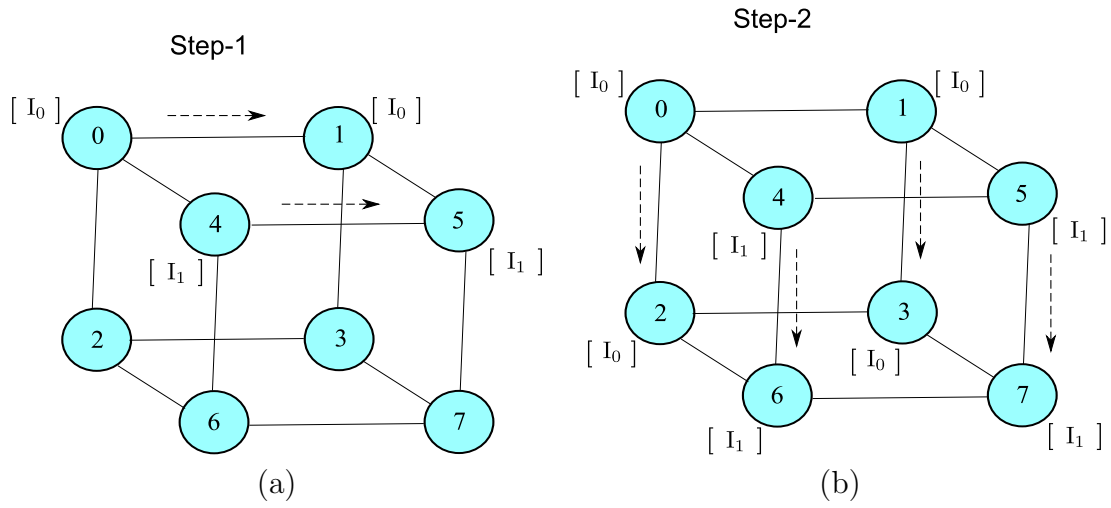 Step-1
[ I₀ ] 0 1 [ I₀ ]
4 5
[ I₁ ] [ I₁ ]
2 3
6 7
(a)
Step-2
[ I₀ ] 0 1 [ I₀ ]
4 5
[ I₁ ] [ I₁ ]
2 3
[ I₀ ] [ I₀ ]
6 7
[ I₁ ] [ I₁ ]
(b)